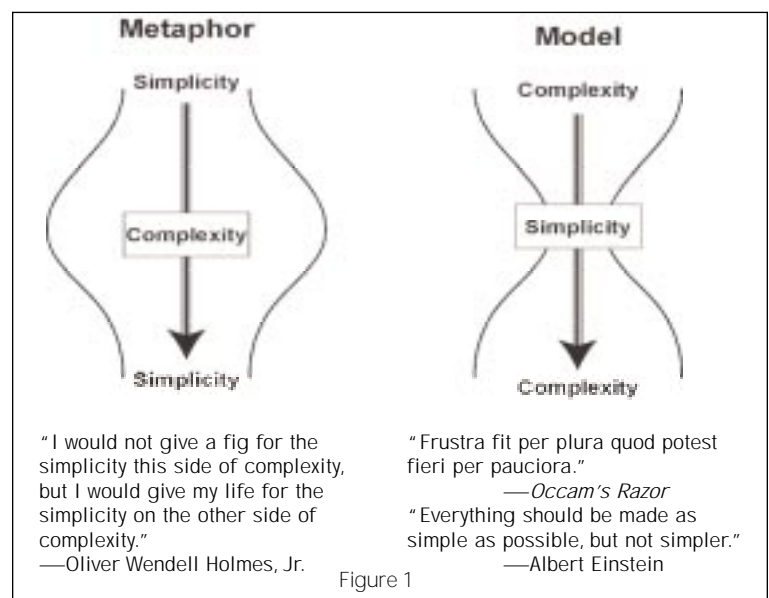 Metaphor
Simplicity
Complexity
Simplicity
"I would not give a fig for the
simplicity this side of complexity,
but I would give my life for the
simplicity on the other side of
complexity."
—Oliver Wendell Holmes, Jr.
Model
Complexity
Simplicity
Complexity
"Frustra fit per plura quod potest
fieri per pauciora."
—Occam's Razor
"Everything should be made as
simple as possible, but not simpler."
—Albert Einstein
Figure 1